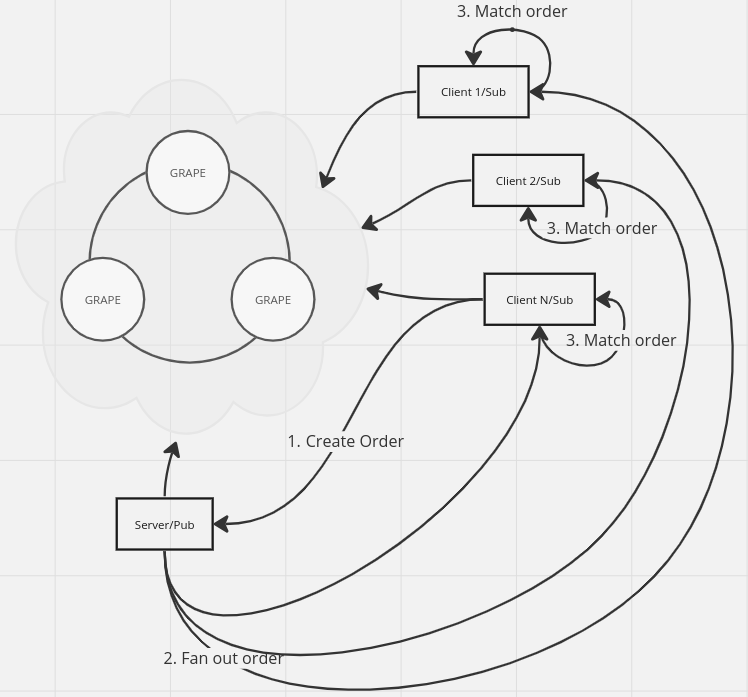 3. Match order
Client 1/Sub
GRAPE
Client 2/Sub
3. Match order
GRAPE
GRAPE
Client N/Sub
3. Match order
1. Create Order
Server/Pub
2. Fan out order